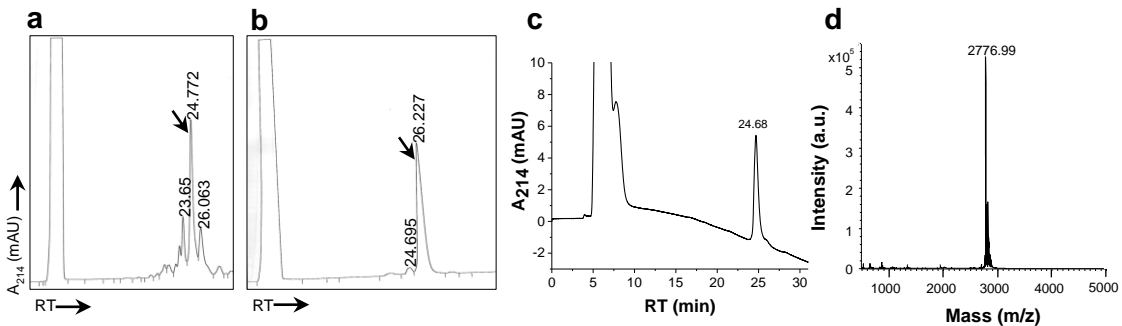 a
24.772
23.65
26.063
A214 (mAU)
RT
b
26.227
24.695
RT
c
10
8
6
4
2
0
-2
24.68
A214 (mAU)
0 5 10 15 20 25 30
RT (min)
d
x10^5
5
4
3
2
1
0
2776.99
Intensity (a.u.)
1000 2000 3000 4000 5000
Mass (m/z)